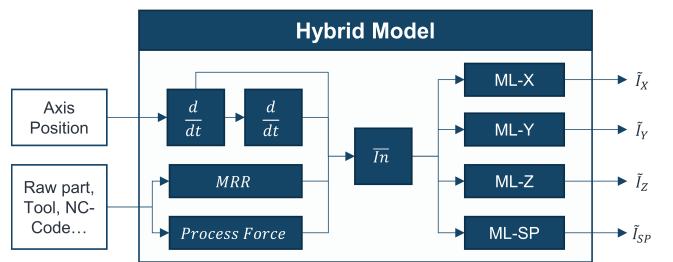 Hybrid Model
Axis
Position
d
dt
d
dt
Raw part,
Tool, NC-
Code...
MRR
Process Force
\overline{In}
ML-X
ML-Y
ML-Z
ML-SP
Ĩ_X
Ĩ_Y
Ĩ_Z
Ĩ_SP